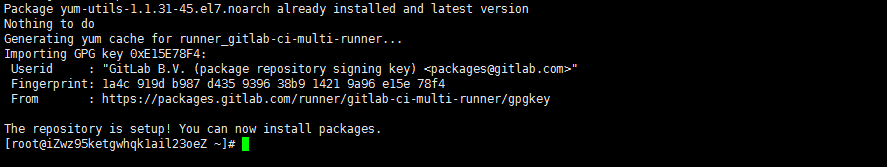 Package yum-utils-1.1.31-45.el7.noarch already installed and latest version
Nothing to do
Generating yum cache for runner_gitlab-ci-multi-runner...
Importing GPG key 0xE15E78F4:
Userid     : "GitLab B.V. (package repository signing key) <packages@gitlab.com>"
Fingerprint: 1a4c 919d b987 d435 9396 38b9 1421 9a96 e15e 78f4
From       : https://packages.gitlab.com/runner/gitlab-ci-multi-runner/gpgkey
The repository is setup! You can now install packages.
[root@iZwz95ketgwhqk1ail23oeZ ~]#